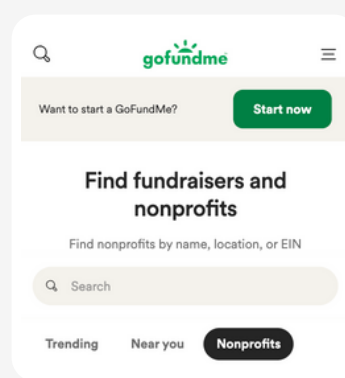 gofundme
Want to start a GoFundMe?
Start now
Find fundraisers and
nonprofits
Find nonprofits by name, location, or EIN
Search
Trending
Near you
Nonprofits